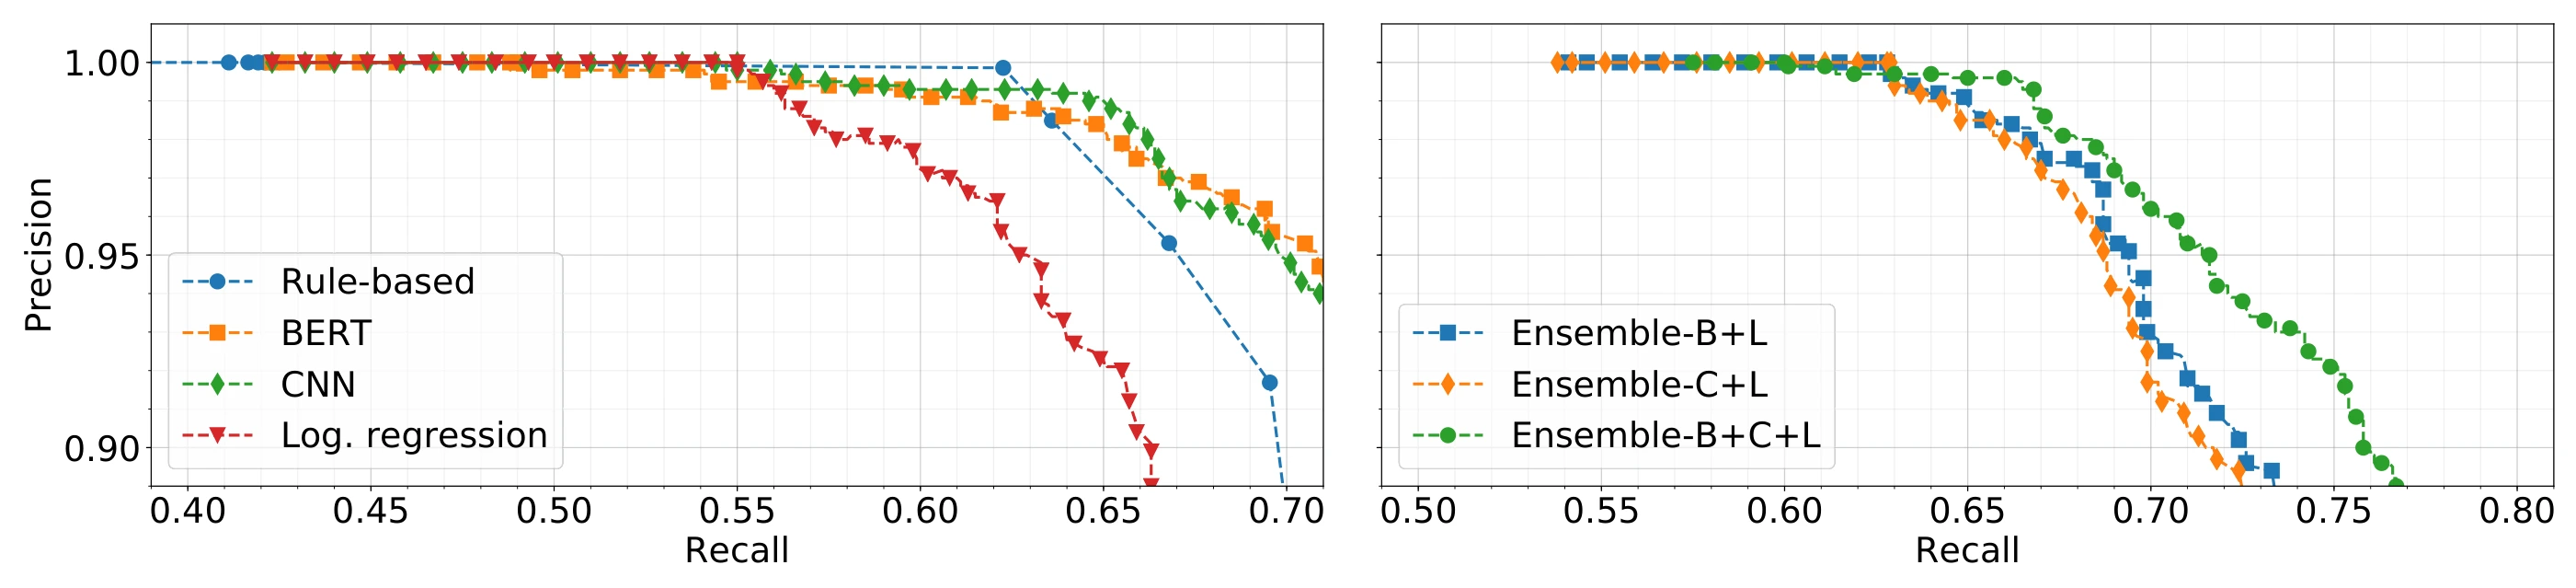 Precision
1.00
0.95
0.90
Rule-based
BERT
CNN
Log. regression
0.40 0.45 0.50 0.55 0.60 0.65 0.70
Recall
Ensemble-B+L
Ensemble-C+L
Ensemble-B+C+L
0.50 0.55 0.60 0.65 0.70 0.75 0.80
Recall